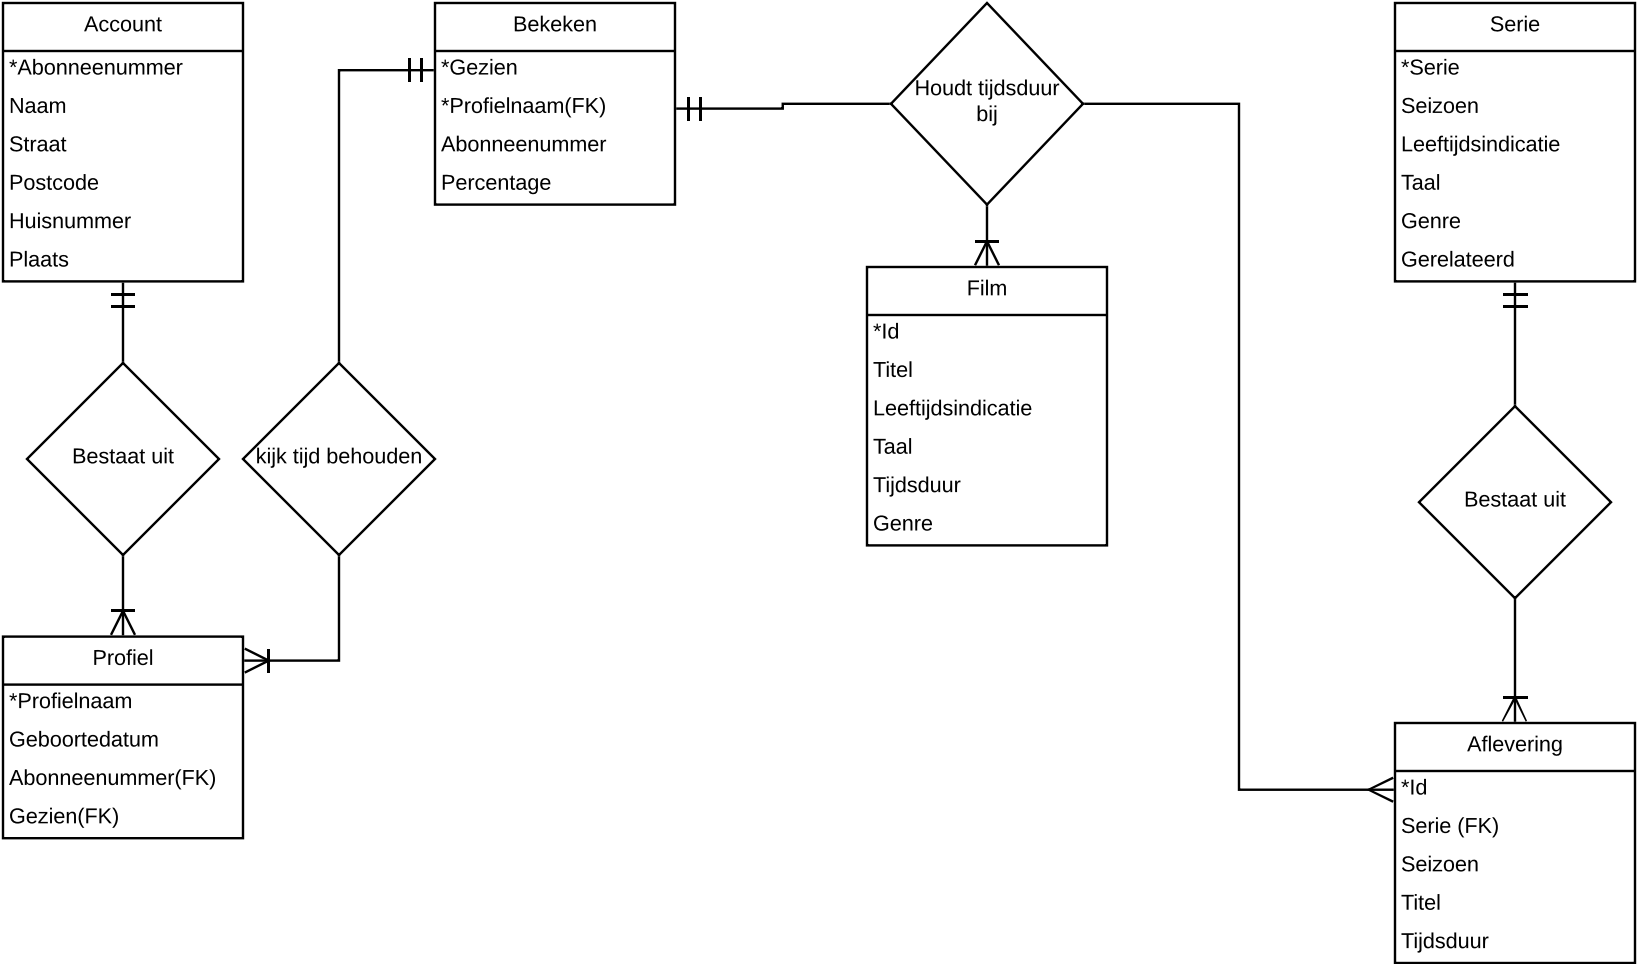 Account
*Abonneenummer
Naam
Straat
Postcode
Huisnummer
Plaats
Bekeken
*Gezien
*Profielnaam(FK)
Abonneenummer
Percentage
Houdt tijdsduur
bij
Serie
*Serie
Seizoen
Leeftijdsindicatie
Taal
Genre
Gerelateerd
Film
*Id
Titel
Leeftijdsindicatie
Taal
Tijdsduur
Genre
Bestaat uit
kijk tijd behouden
Bestaat uit
Profiel
*Profielnaam
Geboortedatum
Abonneenummer(FK)
Gezien(FK)
Aflevering
*Id
Serie (FK)
Seizoen
Titel
Tijdsduur